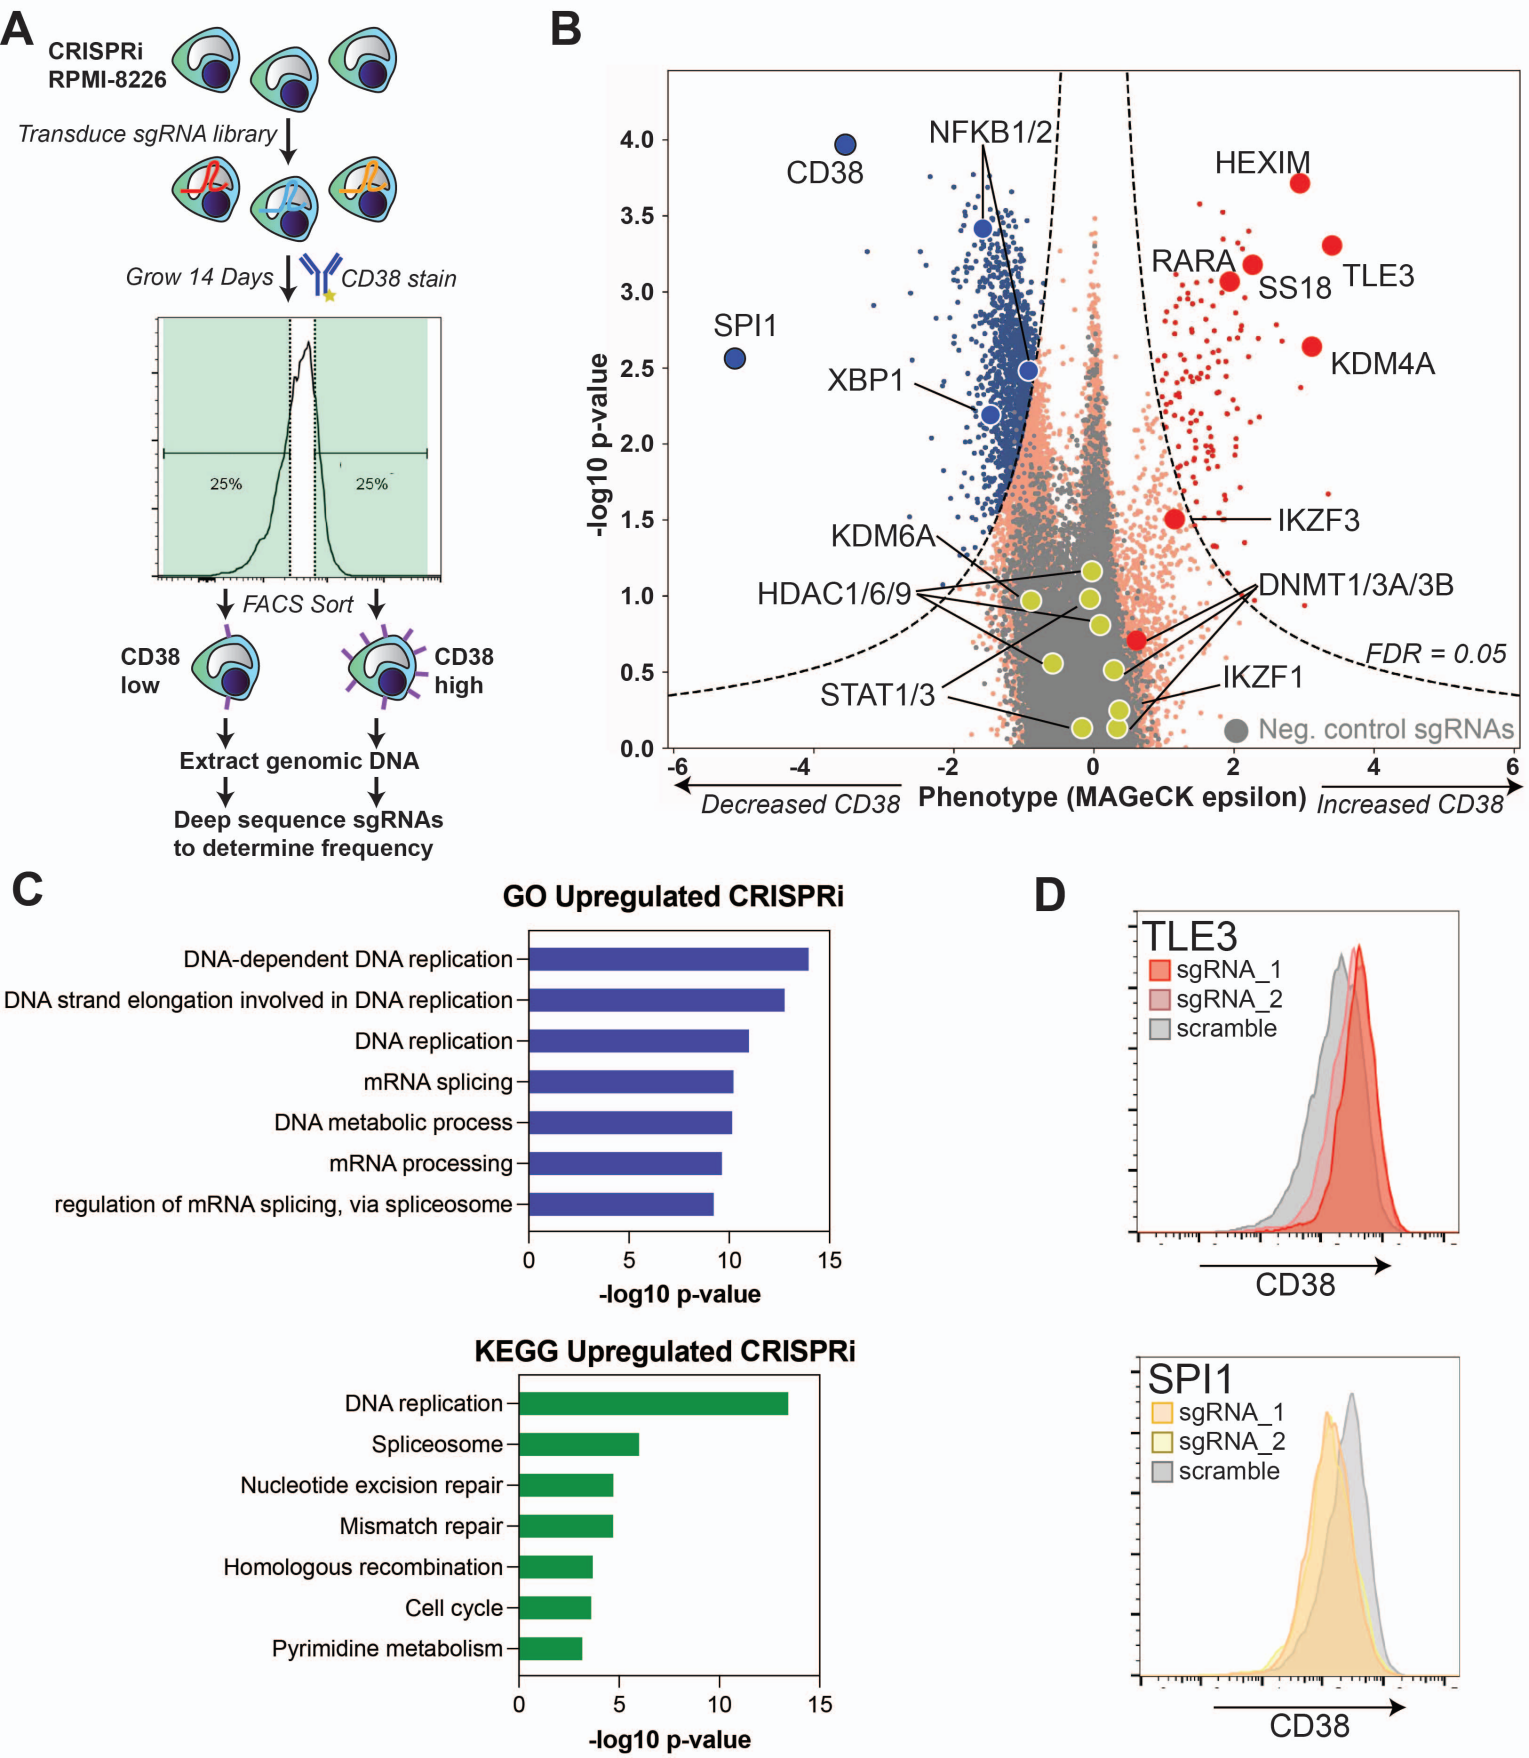 A
CRISPRi
RPMI-8226
Transduce sgRNA library
Grow 14 Days
CD38 stain
25%
25%
FACS Sort
CD38
low
CD38
high
Extract genomic DNA
Deep sequence sgRNAs
to determine frequency
B
-log10 p-value
4.0
3.5
3.0
2.5
2.0
1.5
1.0
0.5
0.0
NFKB1/2
CD38
HEXIM
RARA
SS18
TLE3
SPI1
XBP1
KDM4A
KDM6A
IKZF3
HDAC1/6/9
DNMT1/3A/3B
FDR = 0.05
STAT1/3
IKZF1
Neg. control sgRNAs
-6 -4 -2 0 2 4 6
Decreased CD38
Phenotype (MAGeCK epsilon)
Increased CD38
C
GO Upregulated CRISPRi
DNA-dependent DNA replication
DNA strand elongation involved in DNA replication
DNA replication
mRNA splicing
DNA metabolic process
mRNA processing
regulation of mRNA splicing, via spliceosome
0 5 10 15
-log10 p-value
KEGG Upregulated CRISPRi
DNA replication
Spliceosome
Nucleotide excision repair
Mismatch repair
Homologous recombination
Cell cycle
Pyrimidine metabolism
0 5 10 15
-log10 p-value
D
TLE3
sgRNA_1
sgRNA_2
scramble
CD38
SPI1
sgRNA_1
sgRNA_2
scramble
CD38